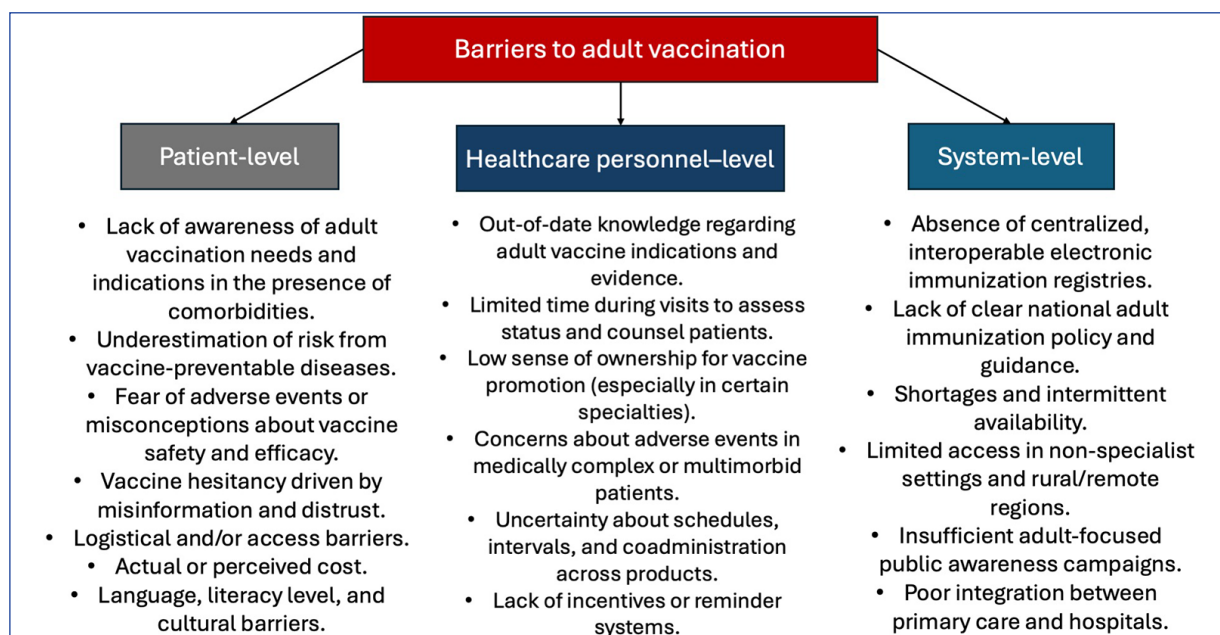 Barriers to adult vaccination
Patient-level
• Lack of awareness of adult
vaccination needs and
indications in the presence of
comorbidities.
• Underestimation of risk from
vaccine-preventable diseases.
• Fear of adverse events or
misconceptions about vaccine
safety and efficacy.
• Vaccine hesitancy driven by
misinformation and distrust.
• Logistical and/or access barriers.
• Actual or perceived cost.
• Language, literacy level, and
cultural barriers.
Healthcare personnel–level
• Out-of-date knowledge regarding
adult vaccine indications and
evidence.
• Limited time during visits to assess
status and counsel patients.
• Low sense of ownership for vaccine
promotion (especially in certain
specialties).
• Concerns about adverse events in
medically complex or multimorbid
patients.
• Uncertainty about schedules,
intervals, and coadministration
across products.
• Lack of incentives or reminder
systems.
System-level
• Absence of centralized,
interoperable electronic
immunization registries.
• Lack of clear national adult
immunization policy and
guidance.
• Shortages and intermittent
availability.
• Limited access in non-specialist
settings and rural/remote
regions.
• Insufficient adult-focused
public awareness campaigns.
• Poor integration between
primary care and hospitals.